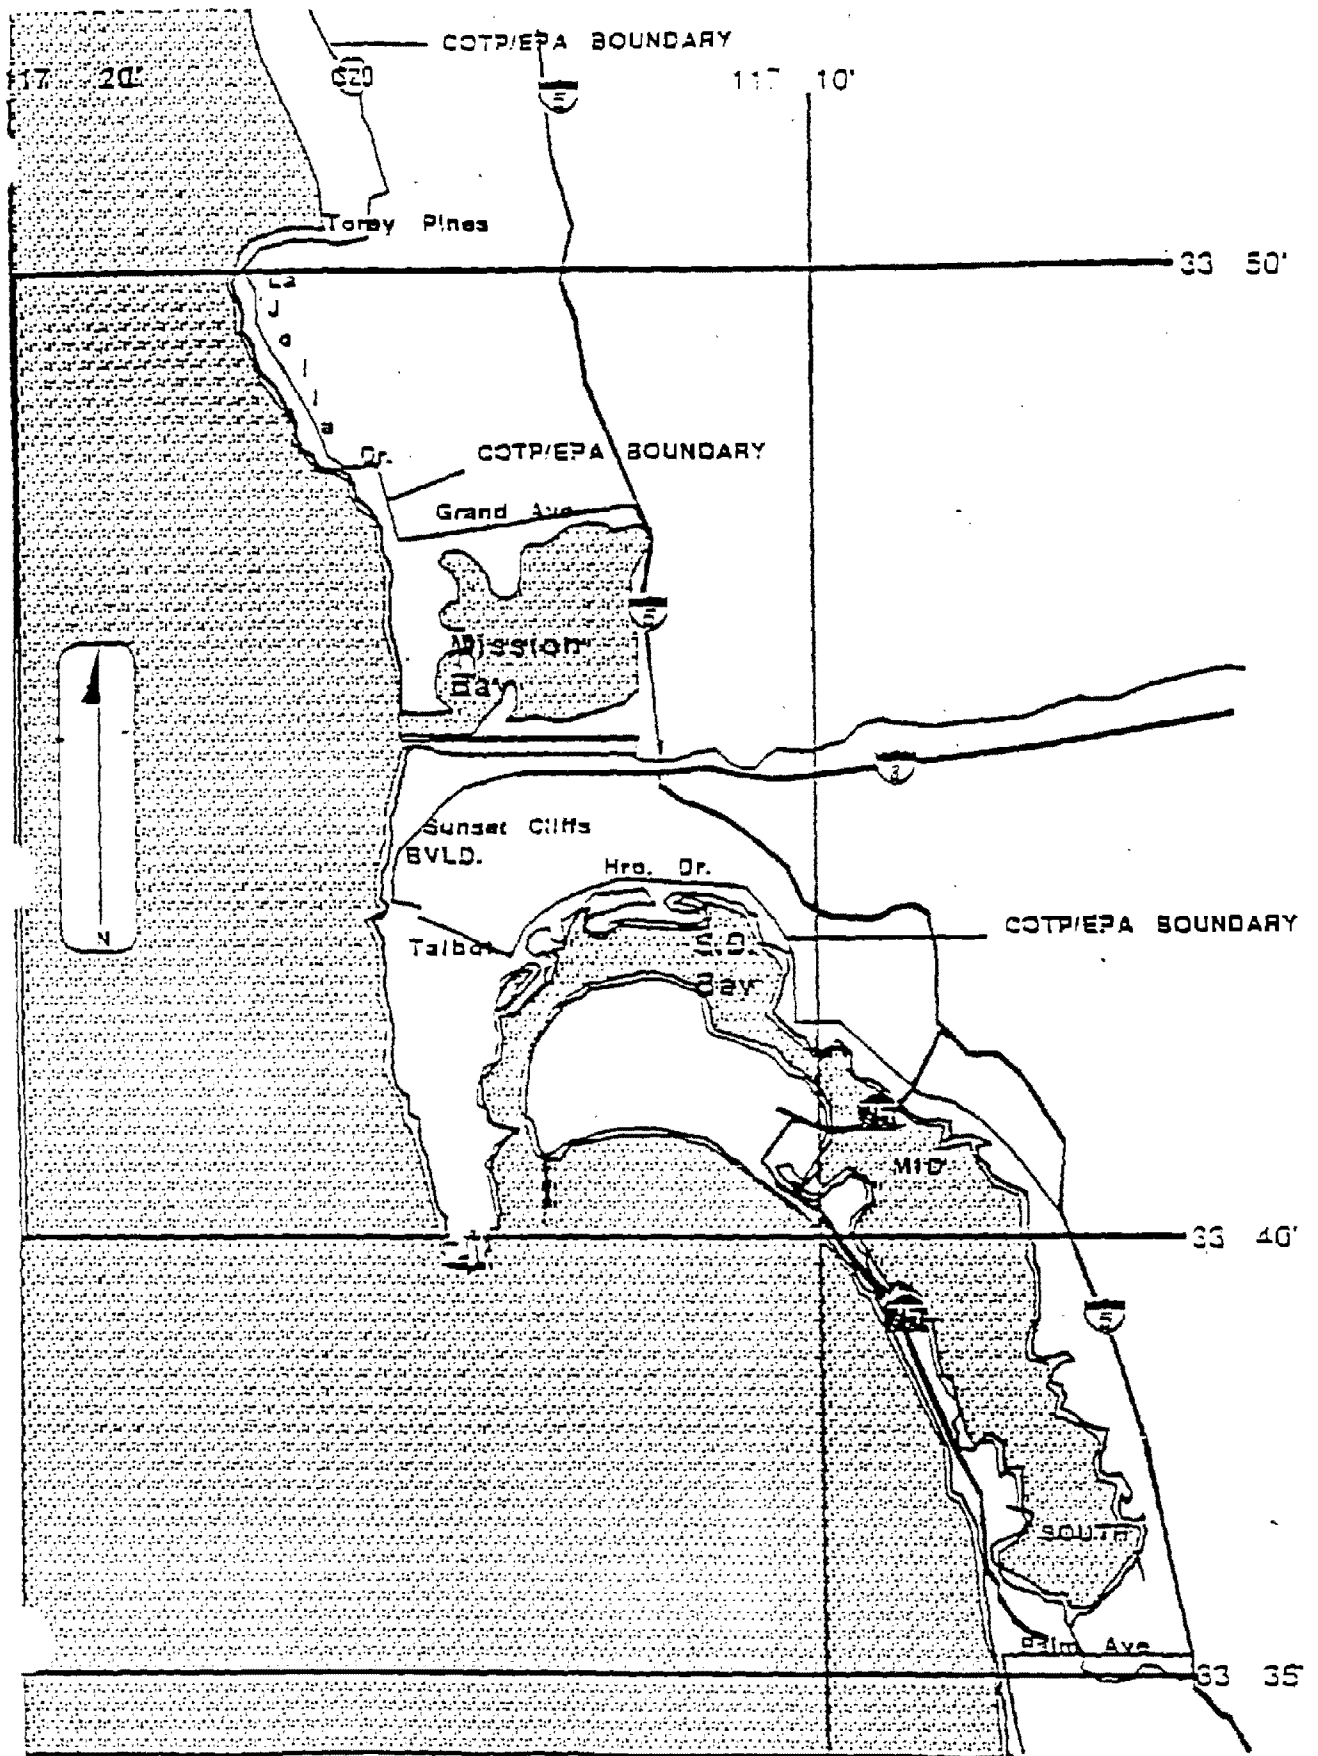 COTP/EPA BOUNDARY
117 20'
S20
5
117 10'
Torey Pines
33 50'
La
J
o
l
l
a
Dr.
COTP/EPA BOUNDARY
Grand Ave
5
Mission
Bay
8
Sunset Cliffs
BVLD.
Hrb. Dr.
COTP/EPA BOUNDARY
Talbot
S.D.
Bay
MID
N
33 40'
5
SOUTH
Palm Ave
33 35'